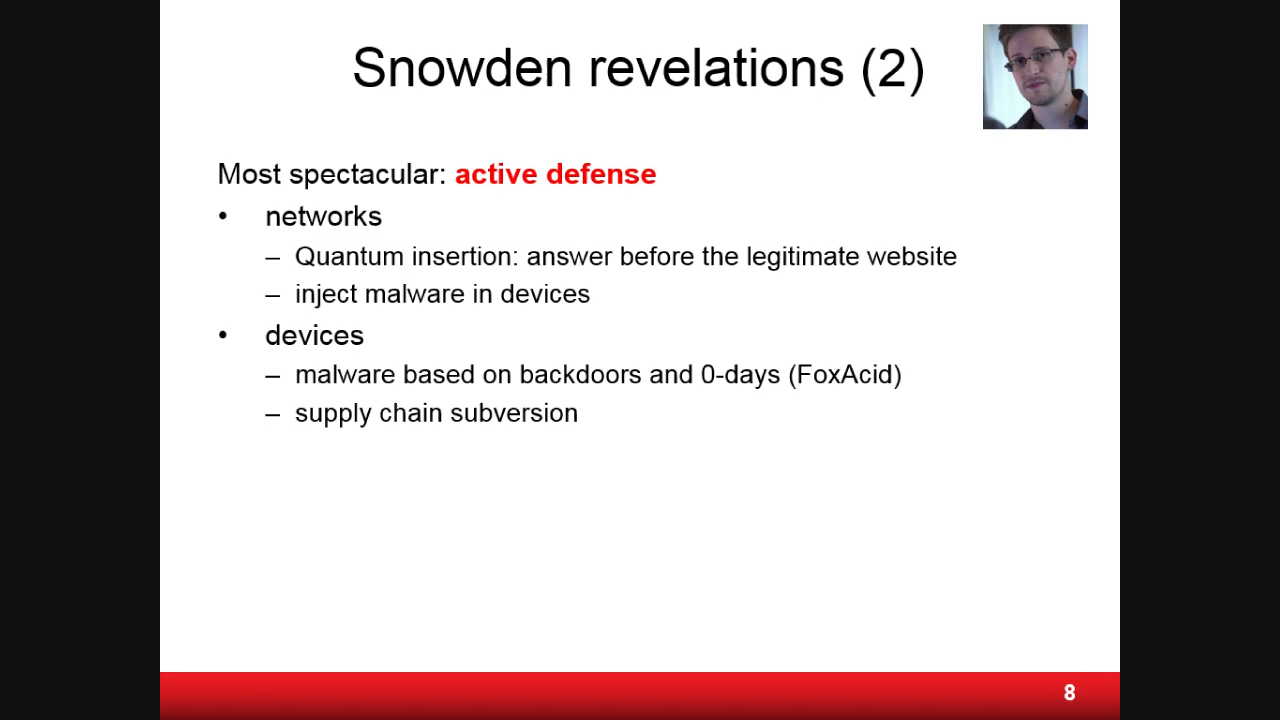 Snowden revelations (2)
Most spectacular: active defense
• networks
– Quantum insertion: answer before the legitimate website
– inject malware in devices
• devices
– malware based on backdoors and 0-days (FoxAcid)
– supply chain subversion
8